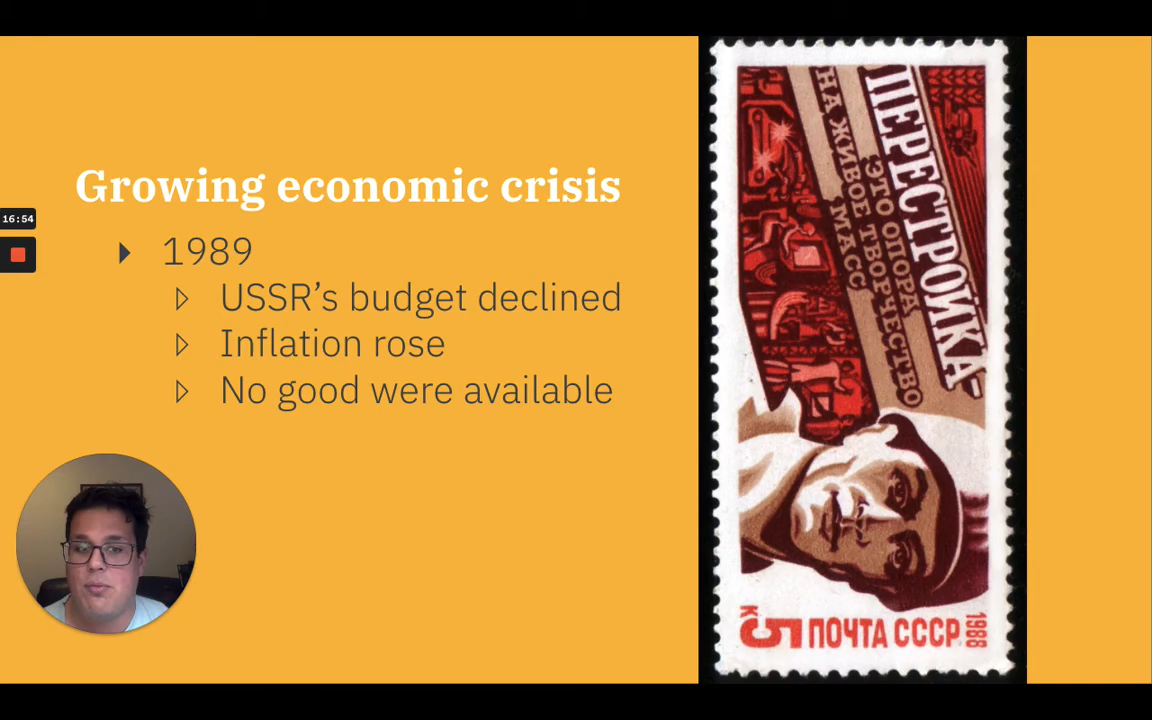 Growing economic crisis
16:54
1989
USSR’s budget declined
Inflation rose
No good were available
ПЕРЕСТРОЙКА-
ЭТО ОПОРА
НА ЖИВОЕ ТВОРЧЕСТВО
МАСС
5К ПОЧТА СССР 1988